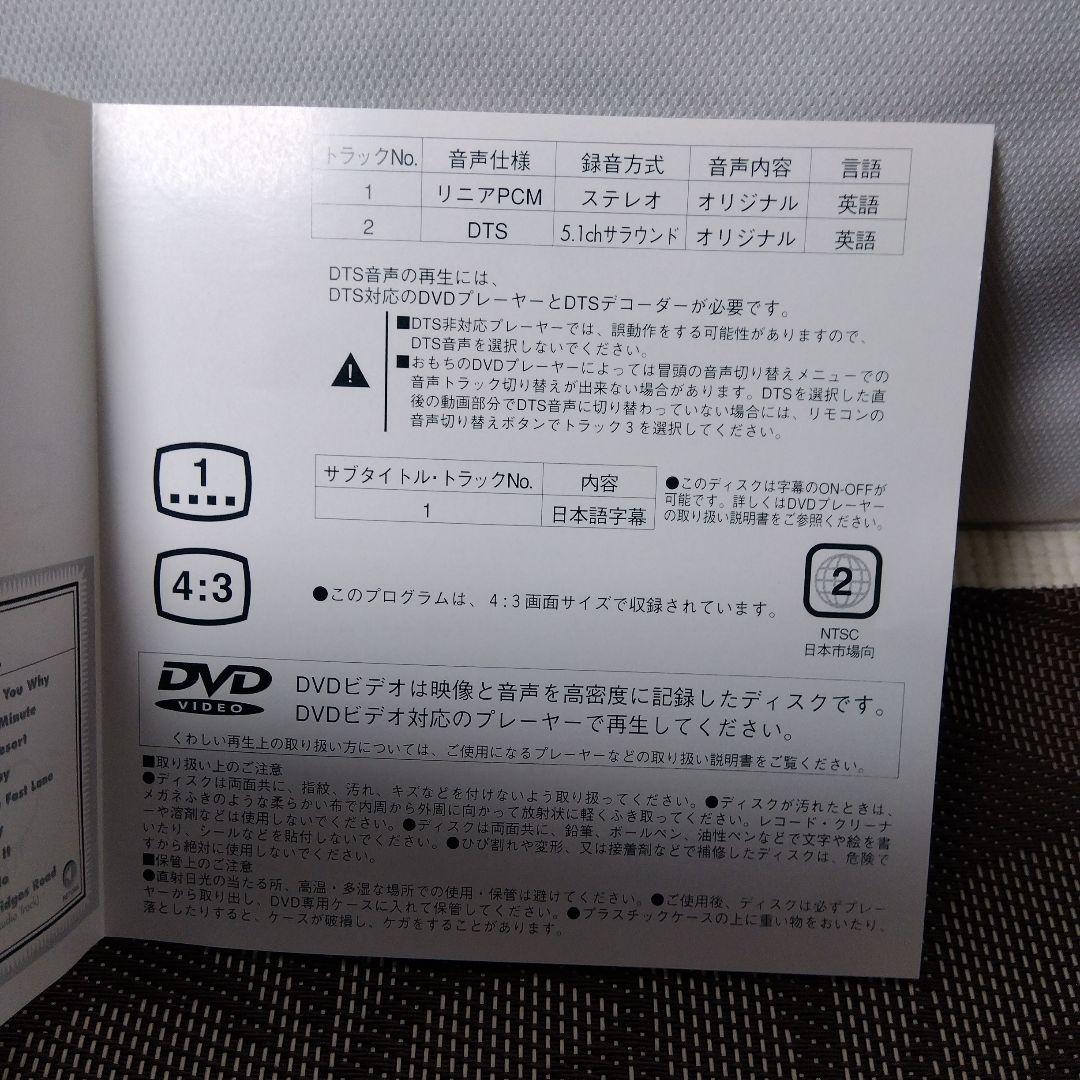 トラックNo. 音声仕様 録音方式 音声内容 言語
1 リニアPCM ステレオ オリジナル 英語
2 DTS 5.1chサラウンド オリジナル 英語
DTS音声の再生には、
DTS対応のDVDプレーヤーとDTSデコーダーが必要です。
■DTS非対応プレーヤーでは、誤動作をする可能性がありますので、
DTS音声を選択しないでください。
■おもちのDVDプレーヤーによっては冒頭の音声切り替えメニューでの
音声トラック切り替えが出来ない場合があります。DTSを選択した直
後の動画部分でDTS音声に切り替わっていない場合には、リモコンの
音声切り替えボタンでトラック3を選択してください。
1
サブタイトル・トラックNo. 内容
1 日本語字幕
●このディスクは字幕のON-OFFが
可能です。詳しくはDVDプレーヤー
の取り扱い説明書をご参照ください。
4:3
●このプログラムは、4:3画面サイズで収録されています。
2
NTSC
日本市場向
DVD
VIDEO
DVDビデオは映像と音声を高密度に記録したディスクです。
DVDビデオ対応のプレーヤーで再生してください。
くわしい再生上の取り扱い方については、ご使用になるプレーヤーなどの取り扱い説明書をご覧ください。
■取り扱い上のご注意
●ディスクは両面共に、指紋、汚れ、キズなどを付けないよう取り扱ってください。●ディスクが汚れたときは、
メガネふきのような柔らかい布で内周から外周に向かって放射状に軽くふき取ってください。レコード・クリーナ
ーや溶剤などは使用しないでください。●ディスクは両面共に、鉛筆、ボールペン、油性ペンなどで文字や絵を書
いたり、シールなどを貼付しないでください。●ひび割れや変形、又は接着剤などで補修したディスクは、危険で
すから絶対に使用しないでください。
■保管上のご注意
●直射日光の当たる所、高温・多湿な場所での使用・保管は避けてください。●ご使用後、ディスクは必ずプレー
ヤーから取り出し、DVD専用ケースに入れて保管してください。●プラスチックケースの上に重い物をおいたり、
落としたりすると、ケースが破損し、ケガをすることがあります。
You Why
Minute
esort
Fast Lane
It
idges Road
Track)